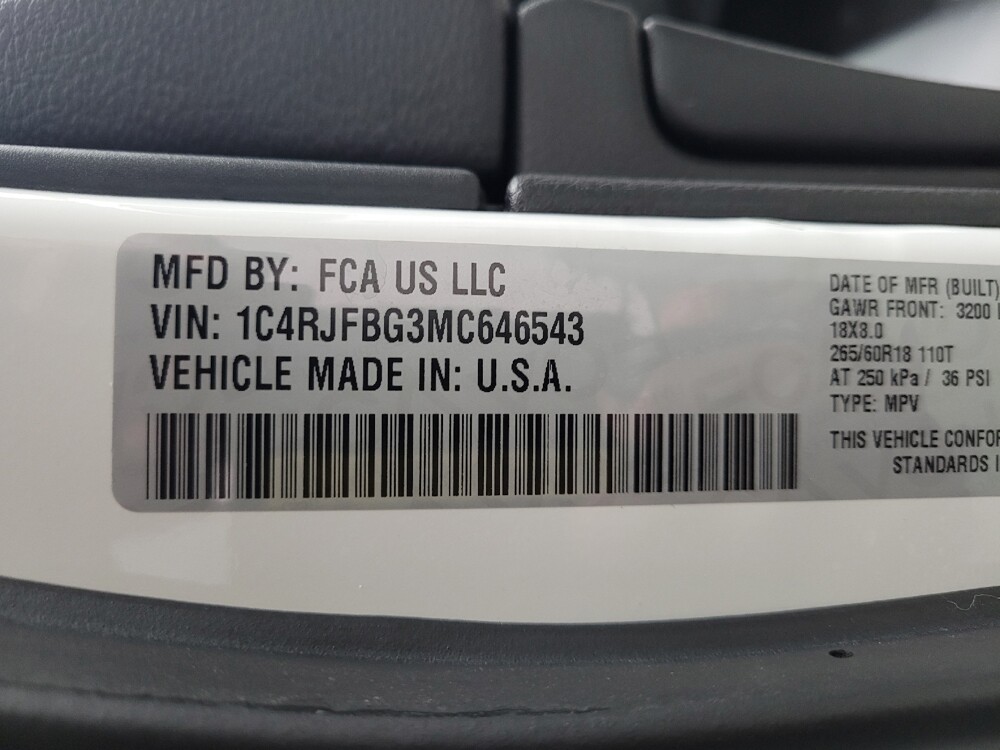 MFD BY: FCA US LLC
VIN: 1C4RJFBG3MC646543
VEHICLE MADE IN: U.S.A.
DATE OF MFR (BUILT)
GAWR FRONT: 3200
18X8.0
265/60R18 110T
AT 250 kPa / 36 PSI
TYPE: MPV
THIS VEHICLE CONFOR
STANDARDS I